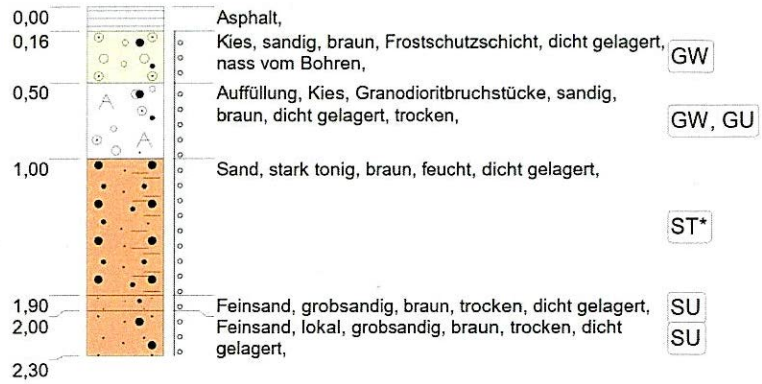 0,00 Asphalt,
0,16 Kies, sandig, braun, Frostschutzschicht, dicht gelagert,
nass vom Bohren,
GW
0,50 Auffüllung, Kies, Granodioritbruchstücke, sandig,
braun, dicht gelagert, trocken,
GW, GU
1,00 Sand, stark tonig, braun, feucht, dicht gelagert,
ST*
1,90 Feinsand, grobsandig, braun, trocken, dicht gelagert, SU
2,00 Feinsand, lokal, grobsandig, braun, trocken, dicht
gelagert,
SU
2,30